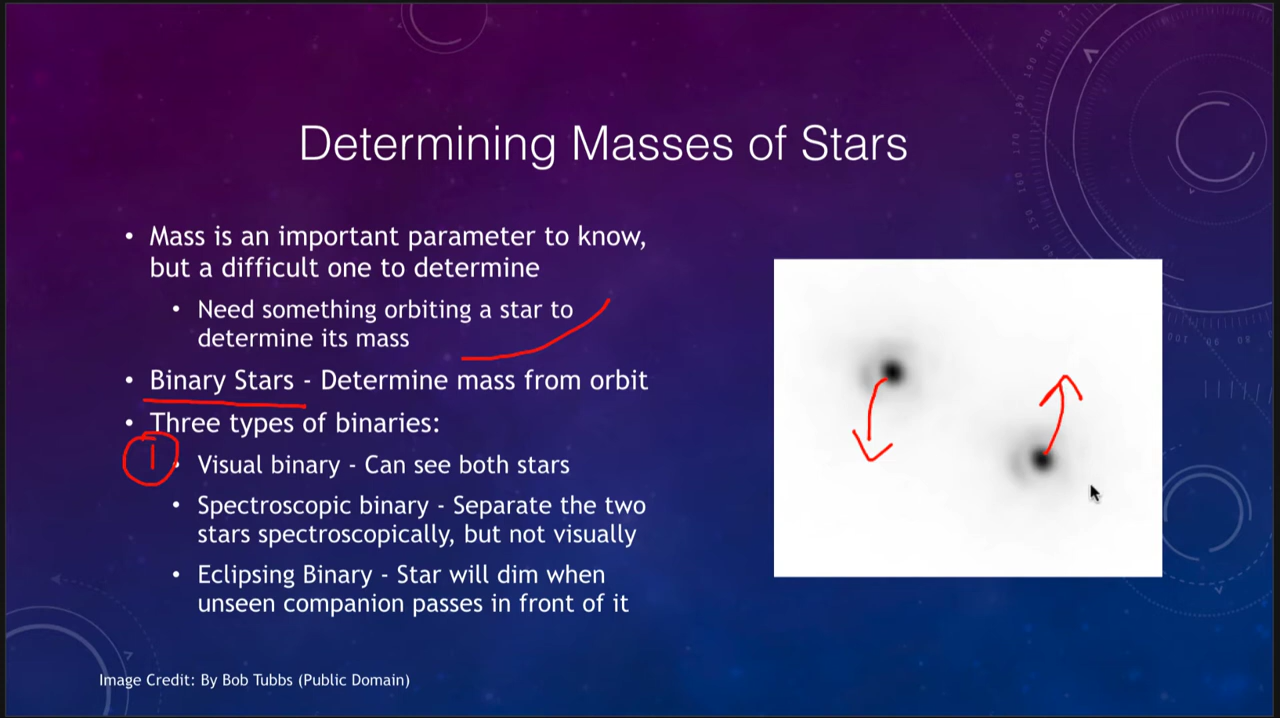 Determining Masses of Stars
• Mass is an important parameter to know,
but a difficult one to determine
• Need something orbiting a star to
determine its mass
• Binary Stars - Determine mass from orbit
• Three types of binaries:
1
• Visual binary - Can see both stars
• Spectroscopic binary - Separate the two
stars spectroscopically, but not visually
• Eclipsing Binary - Star will dim when
unseen companion passes in front of it
Image Credit: By Bob Tubbs (Public Domain)